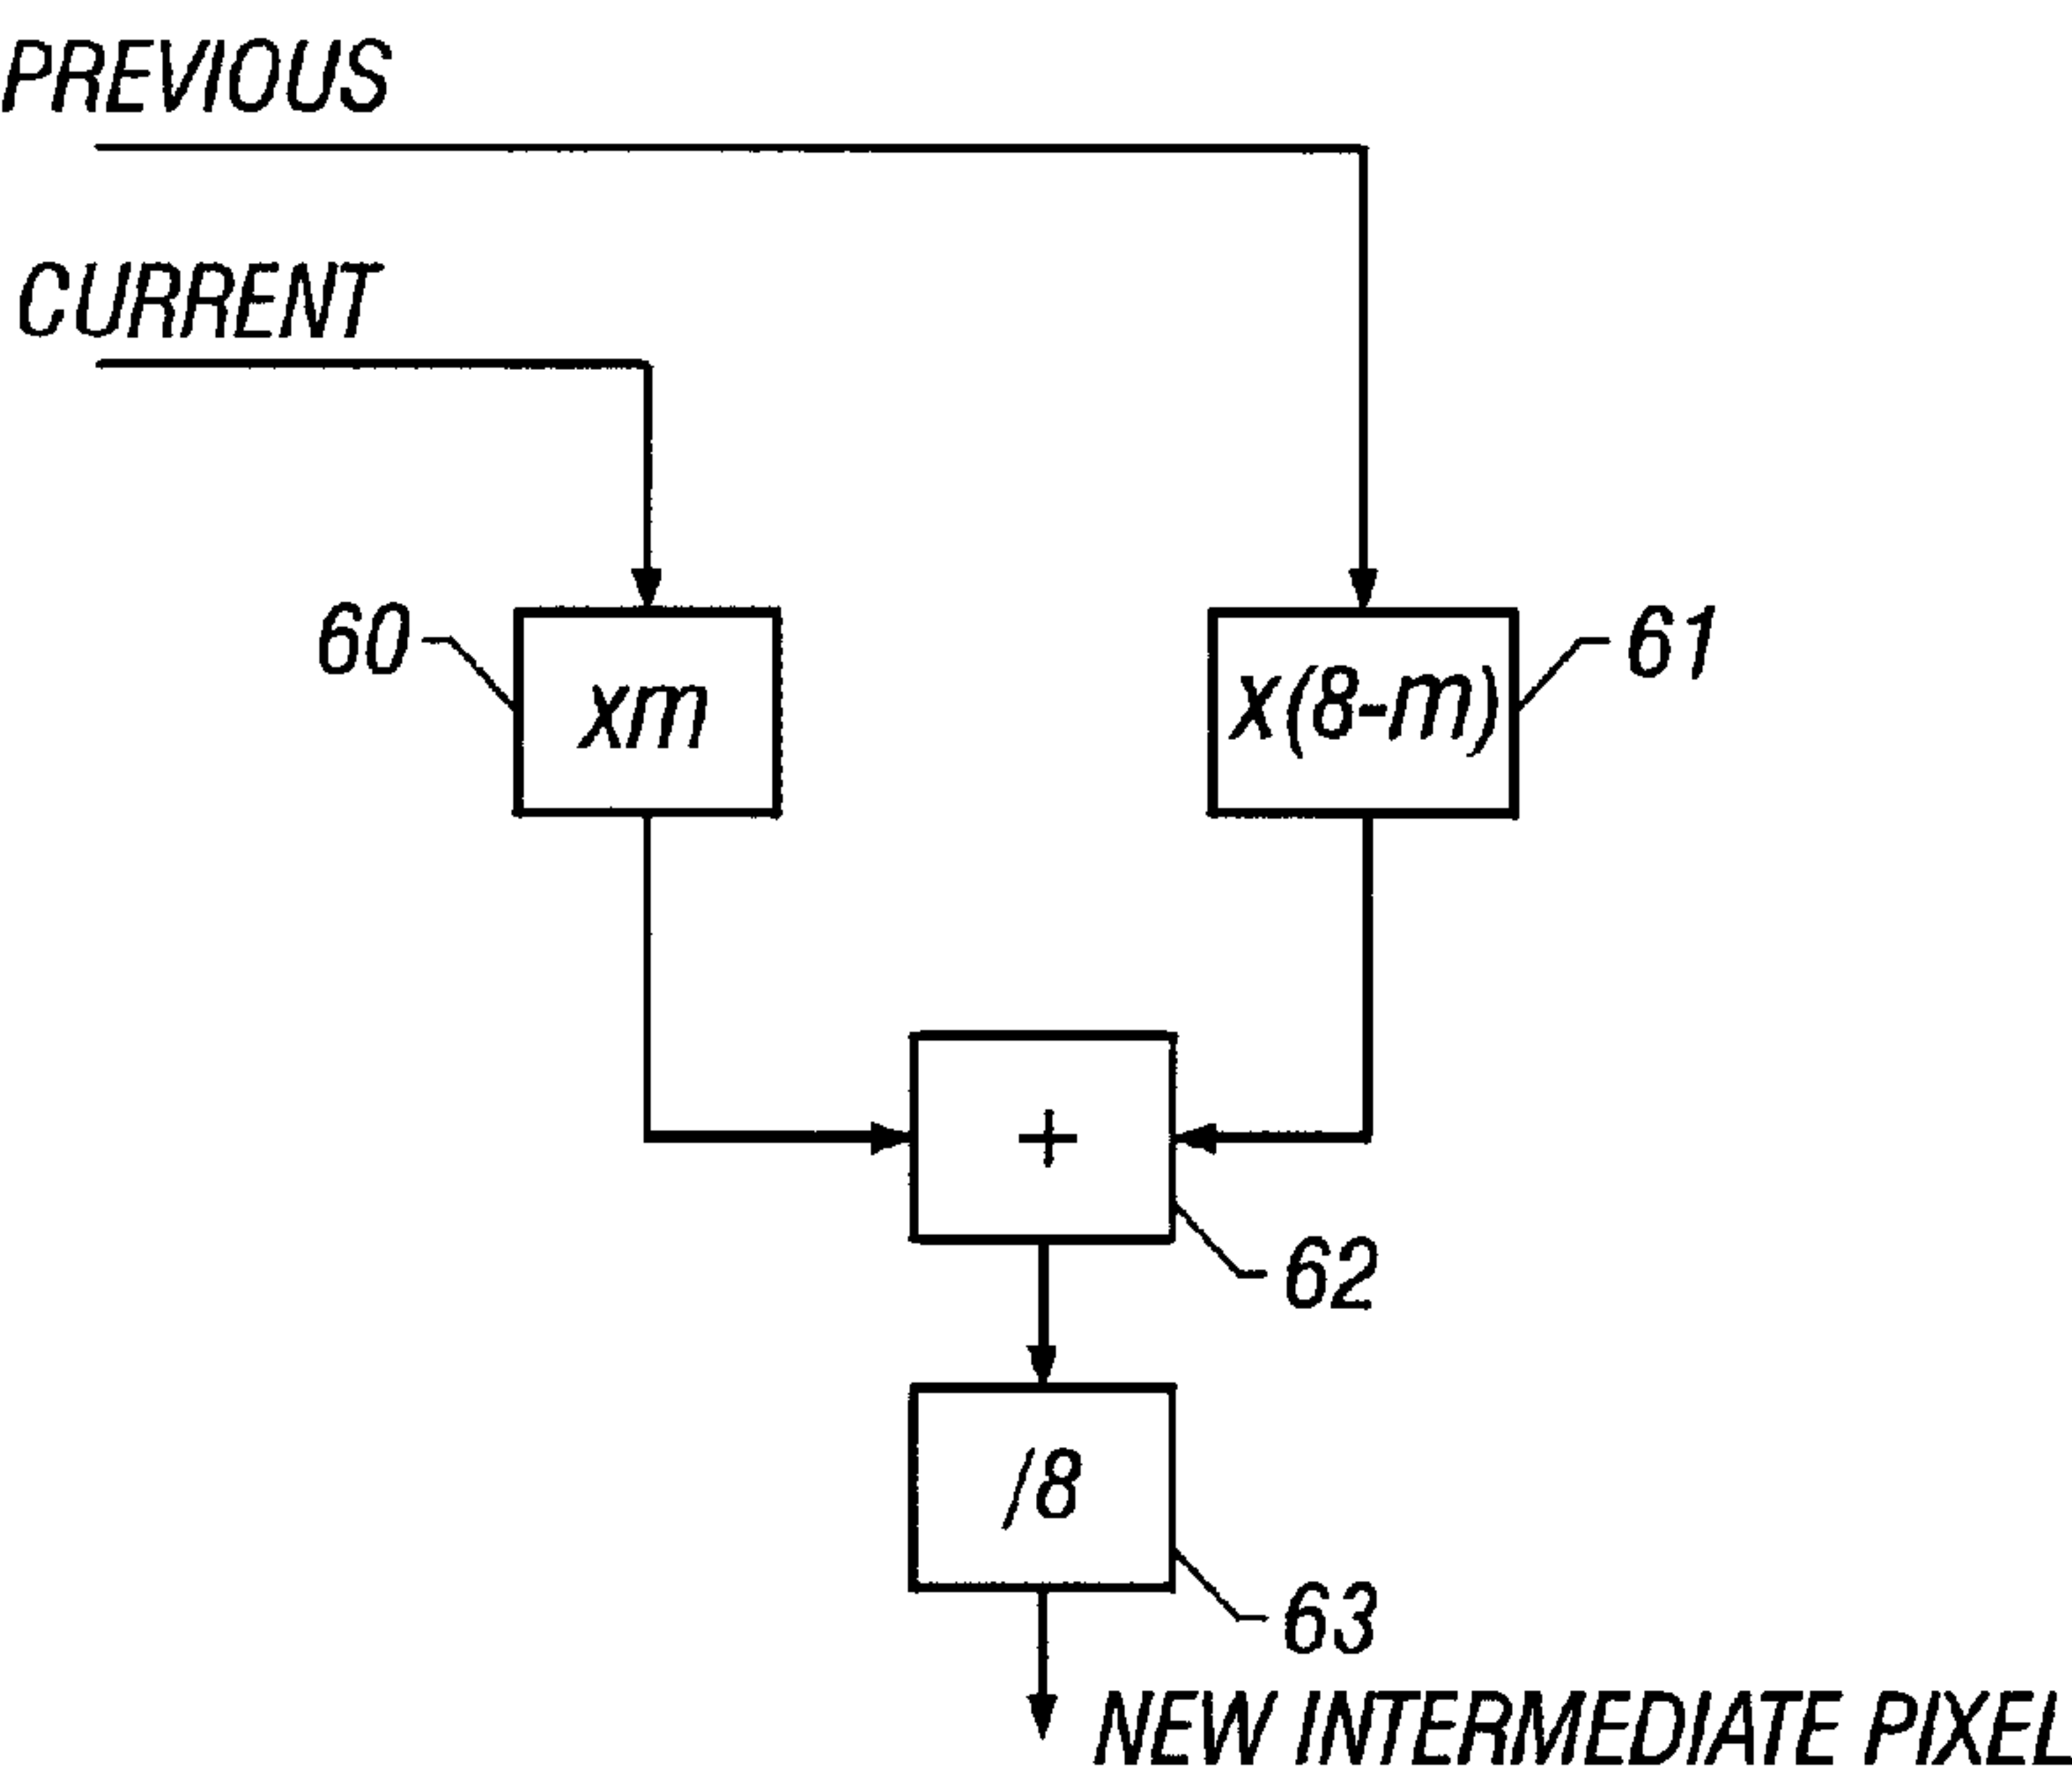 PREVIOUS
CURRENT
60
xm
x(8-m)
61
+
62
/8
63
NEW INTERMEDIATE PIXEL